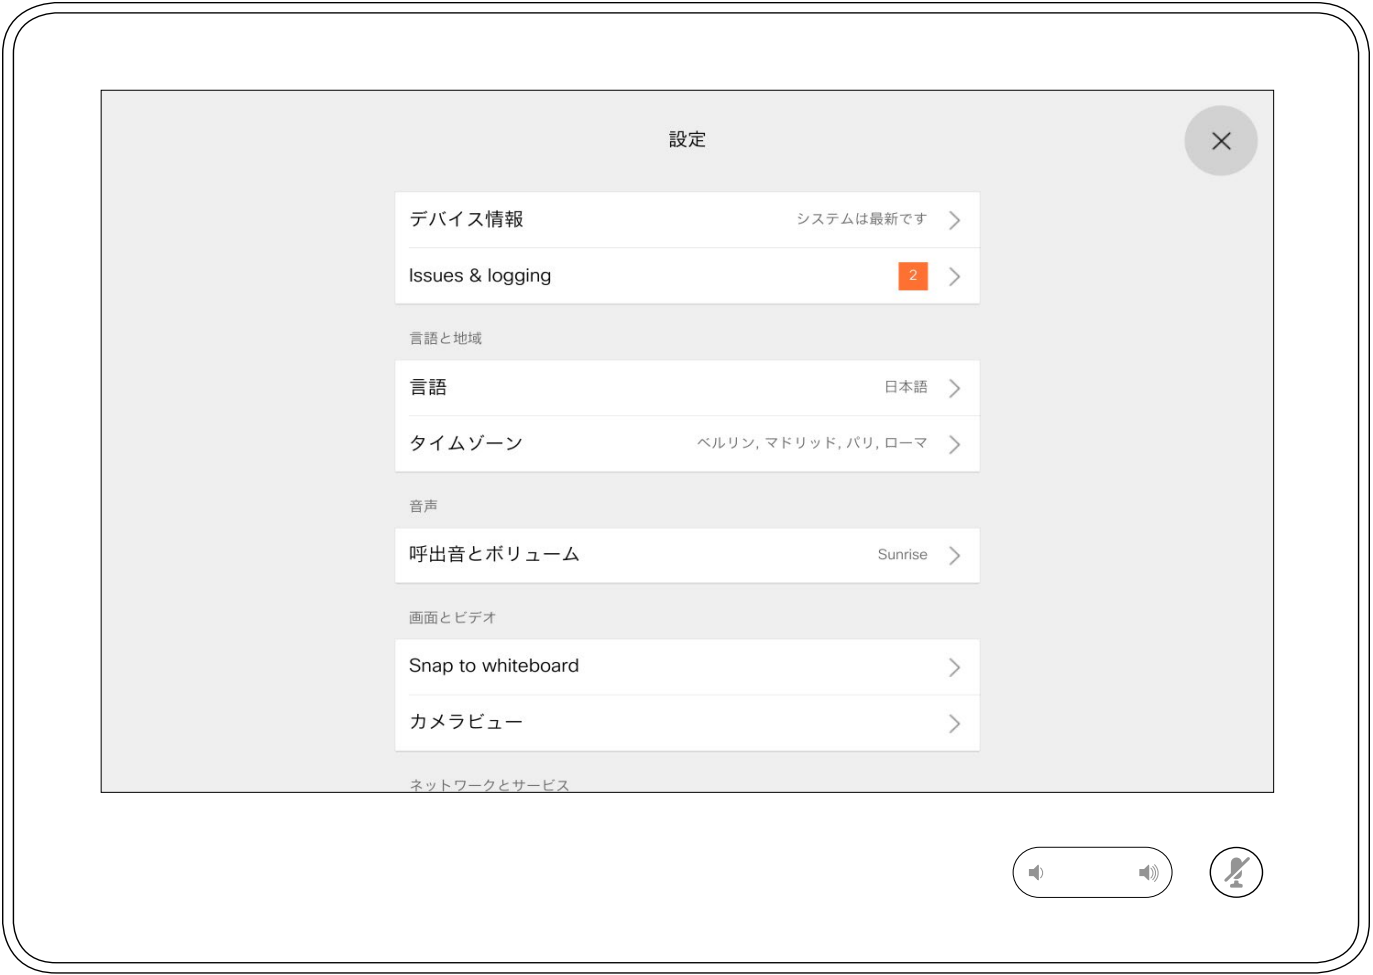 設定
デバイス情報 システムは最新です
Issues & logging 2
言語と地域
言語 日本語
タイムゾーン ベルリン, マドリッド, パリ, ローマ
音声
呼出音とボリューム Sunrise
画面とビデオ
Snap to whiteboard
カメラビュー
ネットワークとサービス